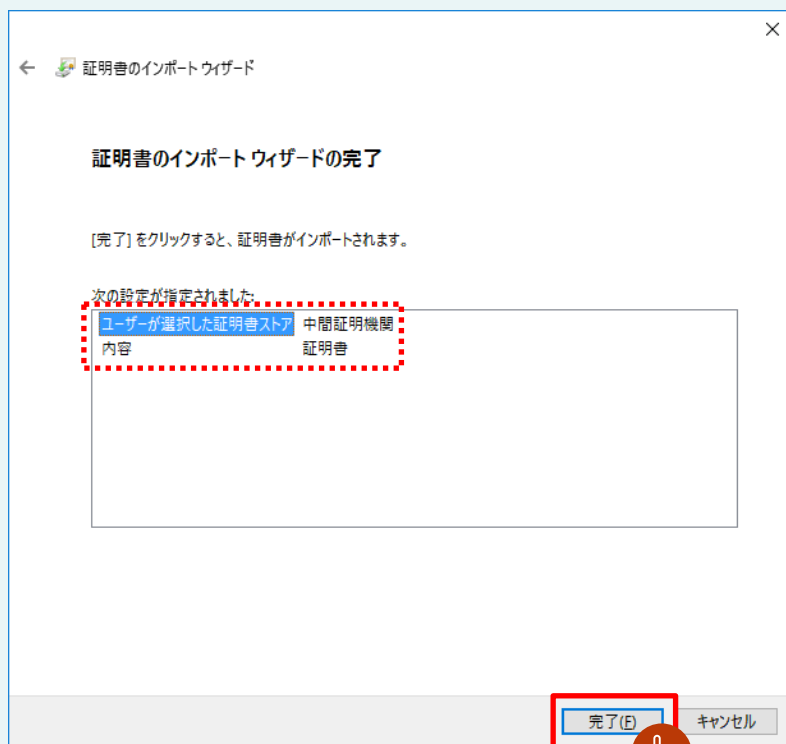 証明書のインポート ウィザード
証明書のインポート ウィザードの完了
[完了] をクリックすると、証明書がインポートされます。
次の設定が指定されました:
ユーザーが選択した証明書ストア 中間証明機関
内容 証明書
完了(F) キャンセル